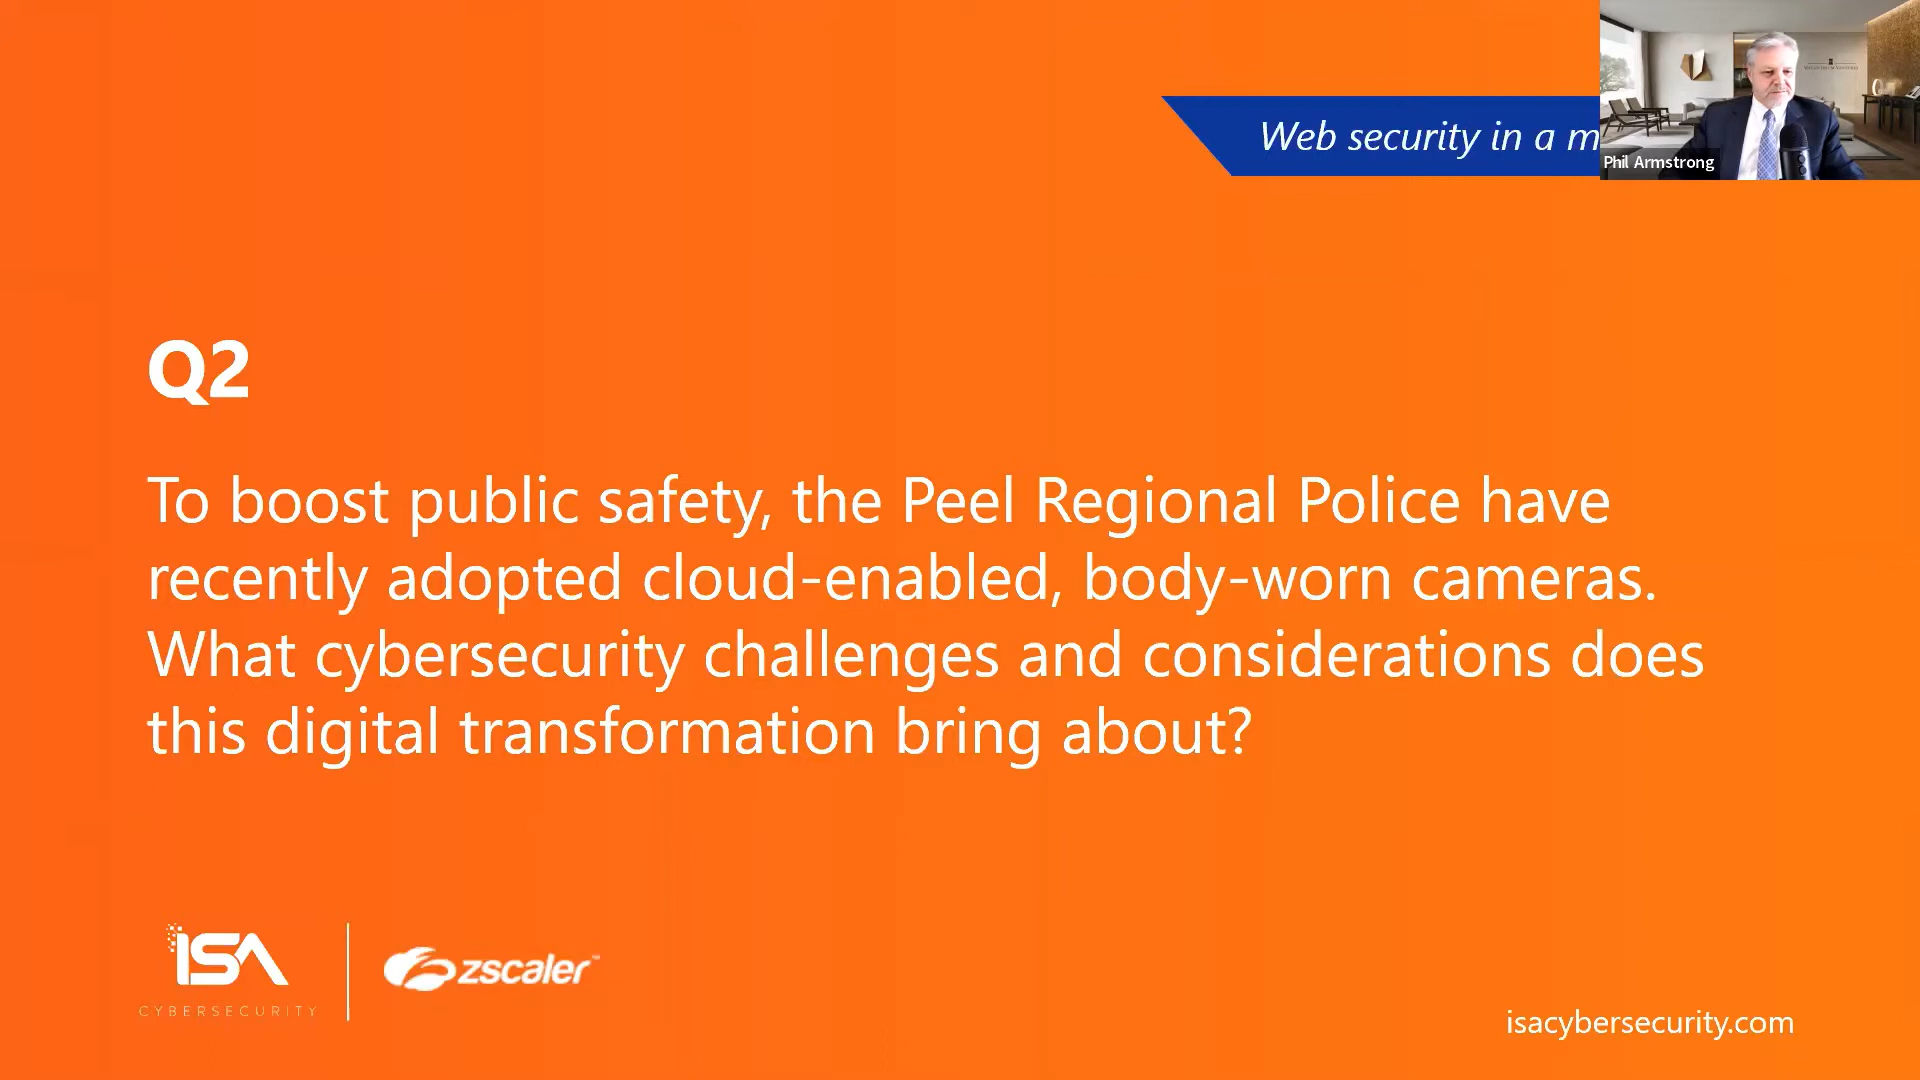 Web security in a m
Phil Armstrong
Q2
To boost public safety, the Peel Regional Police have
recently adopted cloud-enabled, body-worn cameras.
What cybersecurity challenges and considerations does
this digital transformation bring about?
ISA
CYBERSECURITY
zscaler™
isacybersecurity.com